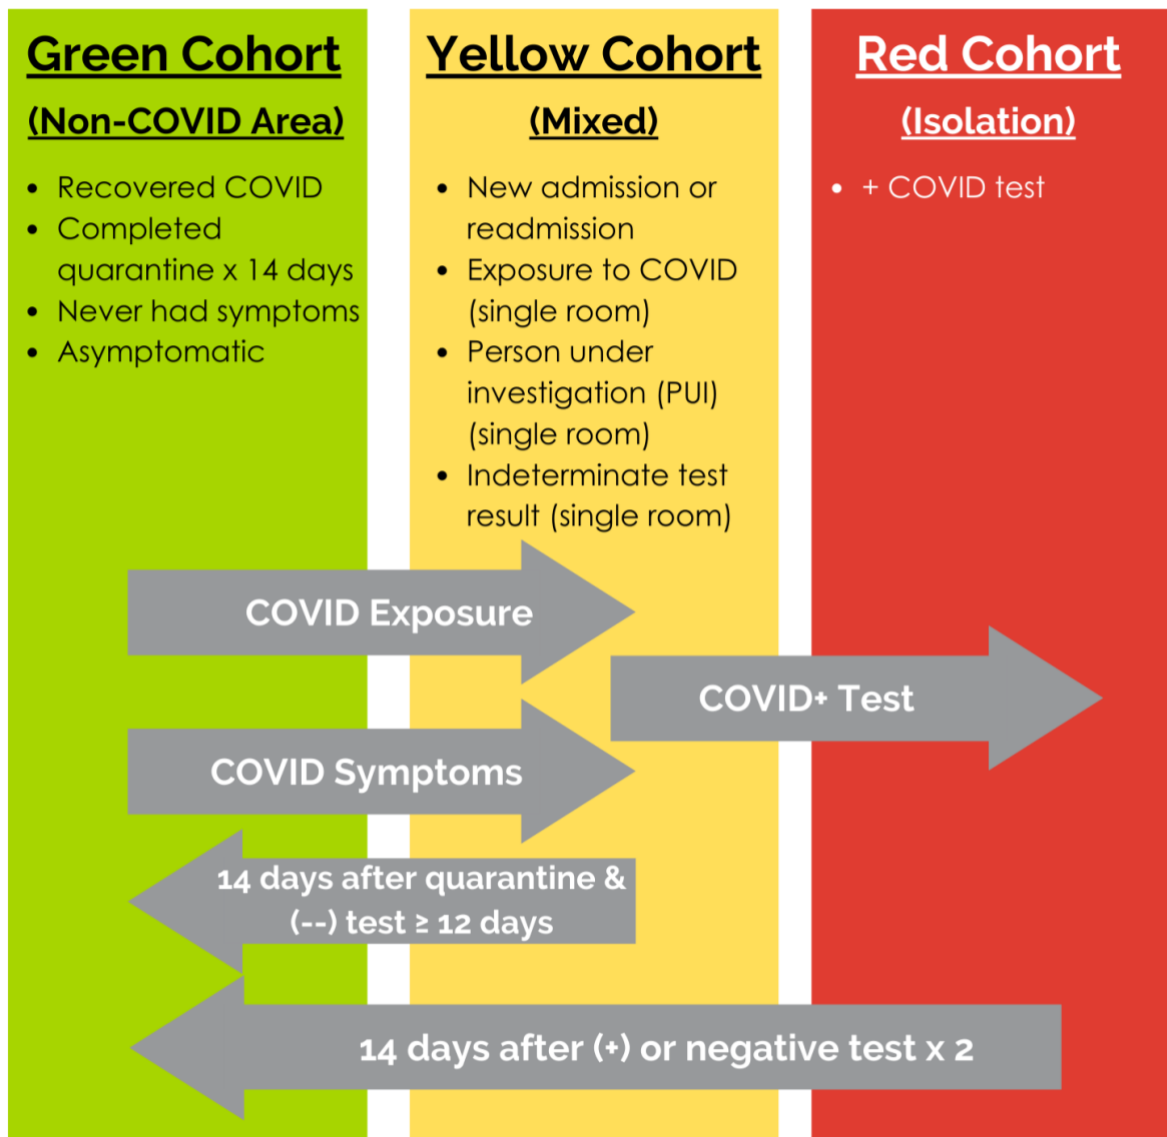 Green Cohort
(Non-COVID Area)
• Recovered COVID
• Completed
quarantine x 14 days
• Never had symptoms
• Asymptomatic
Yellow Cohort
(Mixed)
• New admission or
readmission
• Exposure to COVID
(single room)
• Person under
investigation (PUI)
(single room)
• Indeterminate test
result (single room)
Red Cohort
(Isolation)
• + COVID test
COVID Exposure
COVID+ Test
COVID Symptoms
14 days after quarantine &
(--) test ≥ 12 days
14 days after (+) or negative test x 2